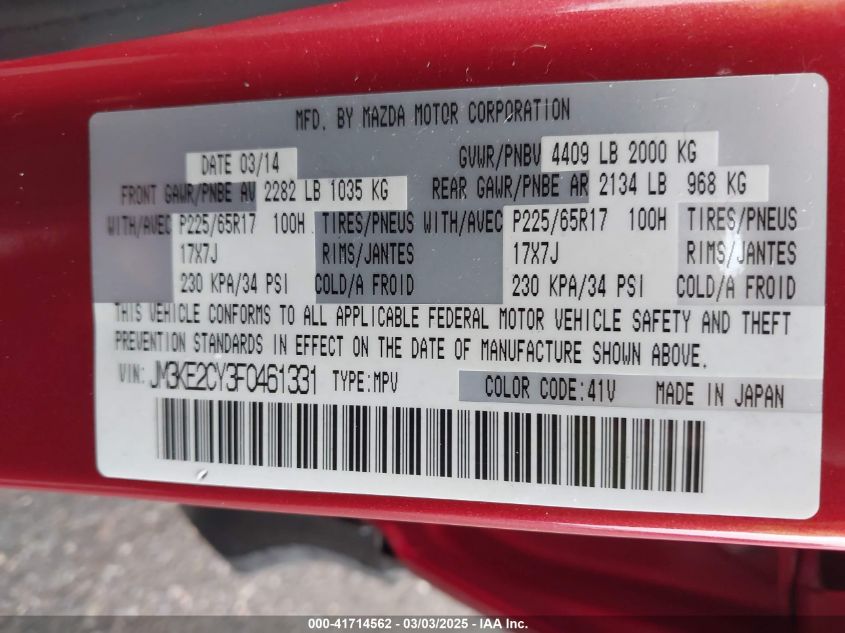 MFD. BY MAZDA MOTOR CORPORATION
DATE 03/14 GVWR/PNBV 4409 LB 2000 KG
FRONT GAWR/PNBE AV 2282 LB 1035 KG REAR GAWR/PNBE AR 2134 LB 968 KG
WITH/AVEC P225/65R17 100H TIRES/PNEUS WITH/AVEC P225/65R17 100H TIRES/PNEUS
17X7J RIMS/JANTES 17X7J RIMS/JANTES
230 KPA/34 PSI COLD/A FROID 230 KPA/34 PSI COLD/A FROID
THIS VEHICLE CONFORMS TO ALL APPLICABLE FEDERAL MOTOR VEHICLE SAFETY AND THEFT
PREVENTION STANDARDS IN EFFECT ON THE DATE OF MANUFACTURE SHOWN ABOVE.
VIN: JM3KE2CY3F0461331 TYPE:MPV COLOR CODE:41V MADE IN JAPAN
000-41714562 - 03/03/2025 - IAAI.com